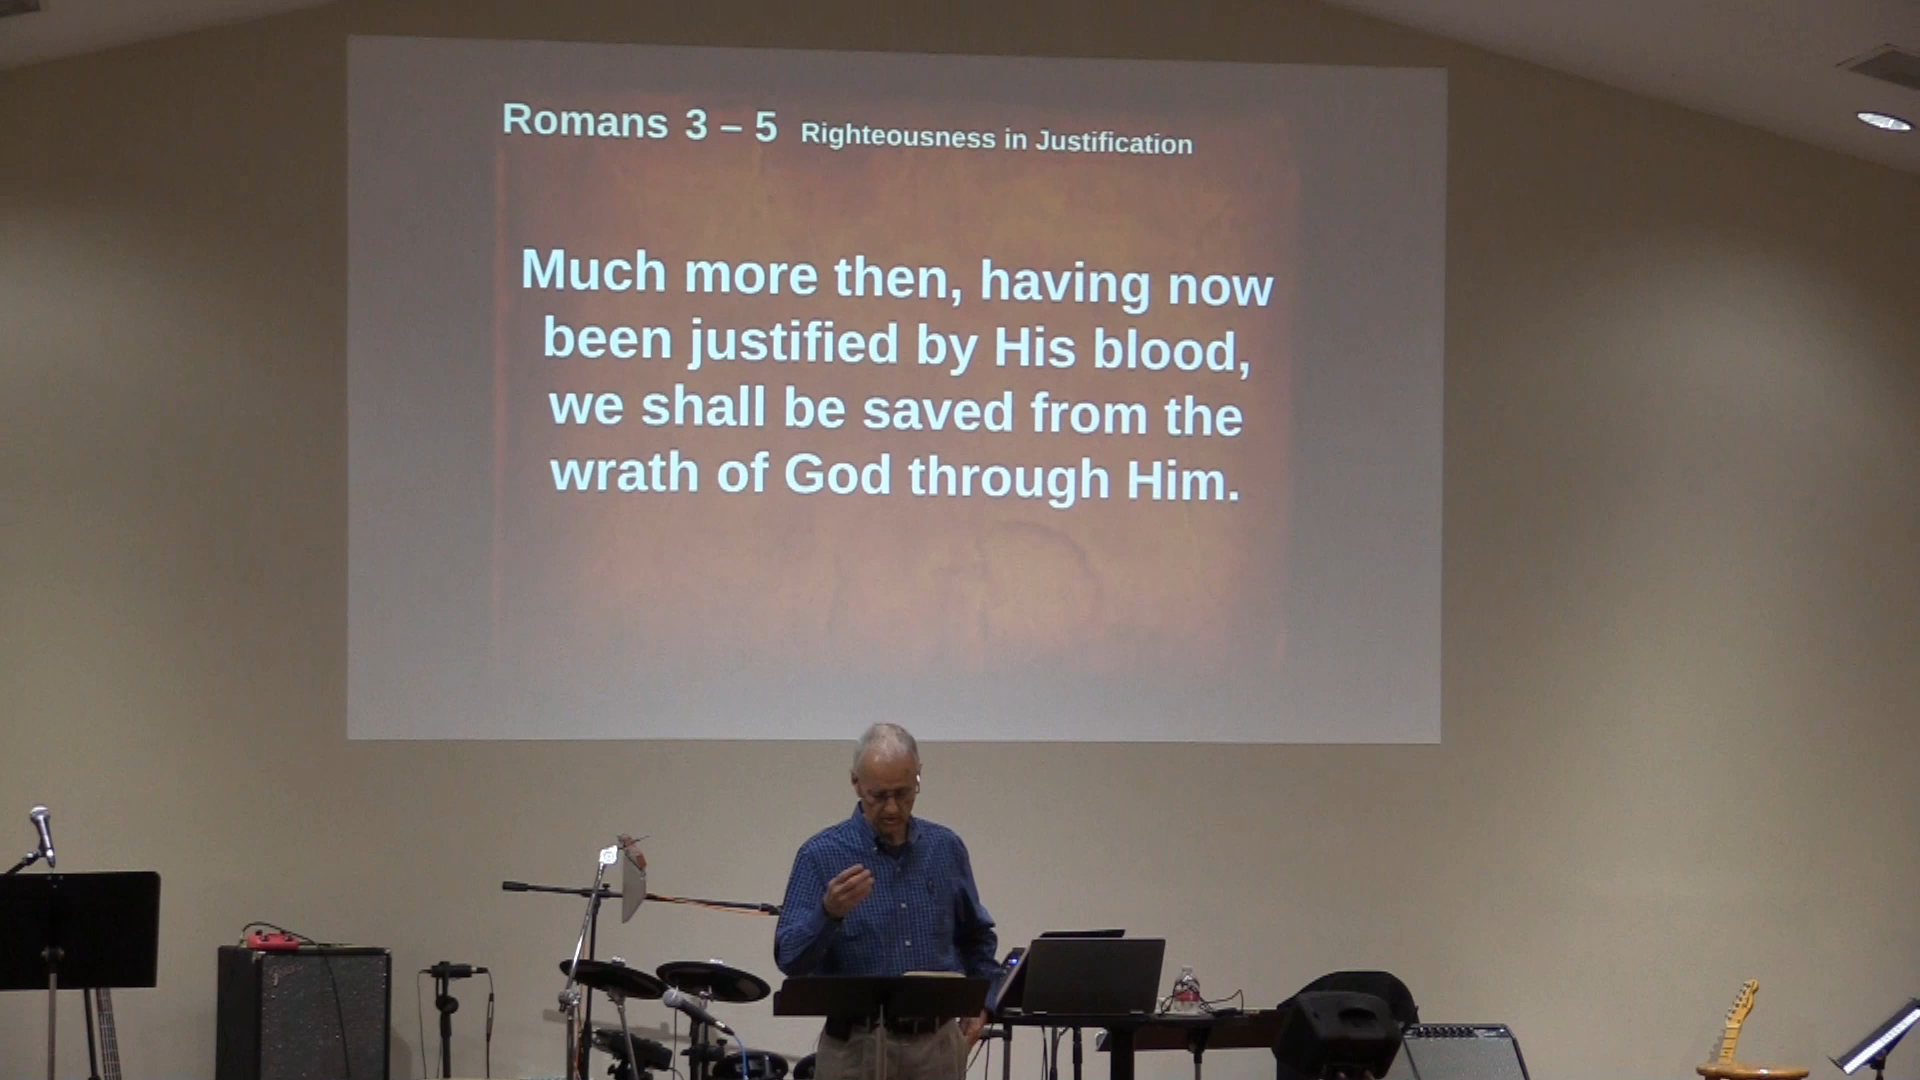 Romans 3 – 5 Righteousness in Justification
Much more then, having now
been justified by His blood,
we shall be saved from the
wrath of God through Him.